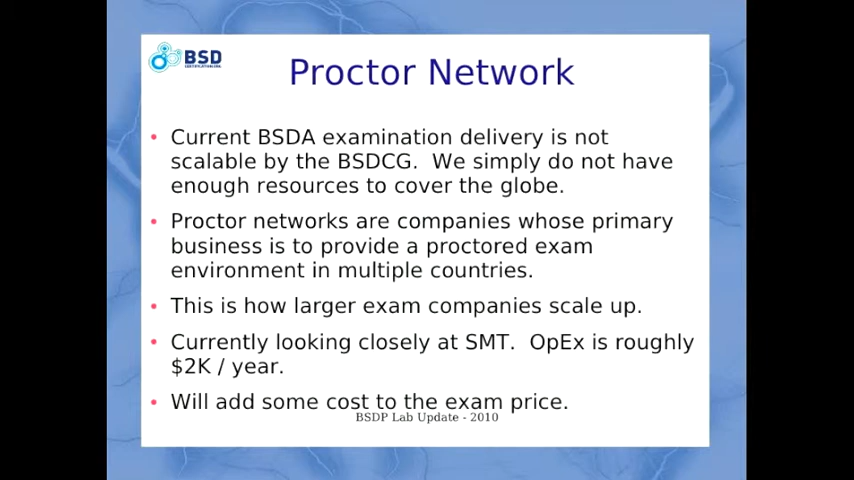 BSD
Proctor Network
• Current BSDA examination delivery is not
scalable by the BSDCG.  We simply do not have
enough resources to cover the globe.
• Proctor networks are companies whose primary
business is to provide a proctored exam
environment in multiple countries.
• This is how larger exam companies scale up.
• Currently looking closely at SMT.  OpEx is roughly
$2K / year.
• Will add some cost to the exam price.
BSDP Lab Update - 2010